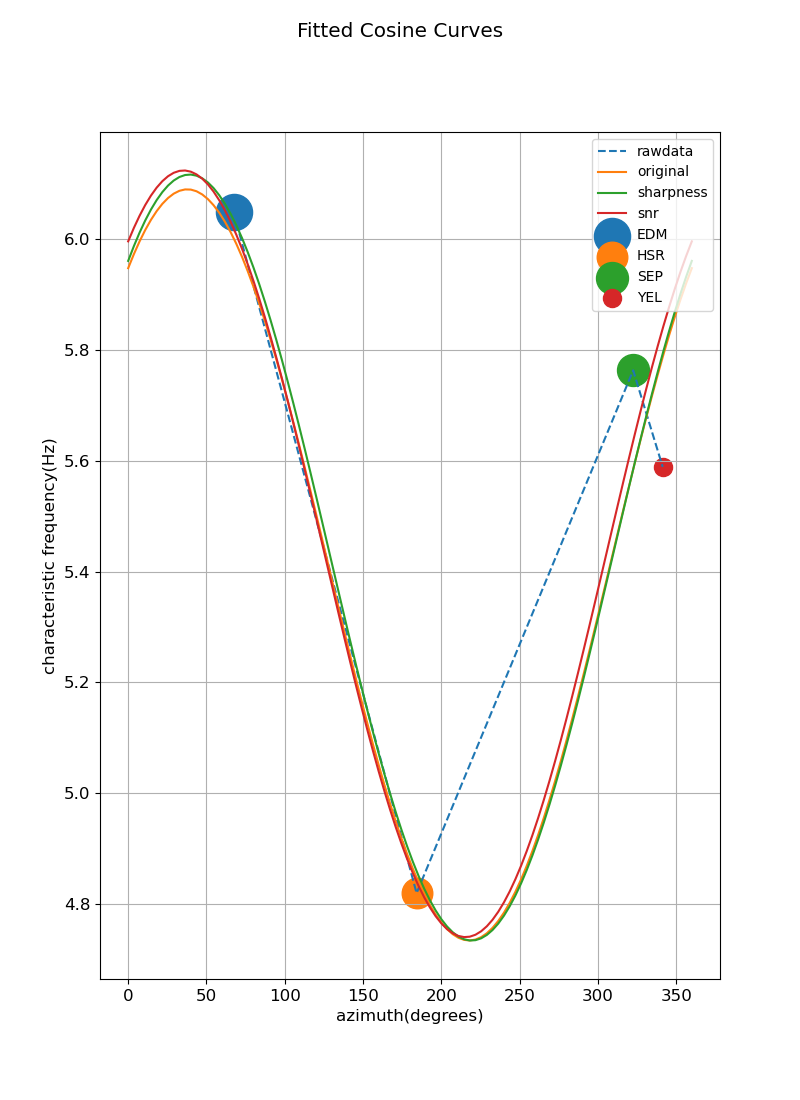 Fitted Cosine Curves
rawdata
original
sharpness
snr
EDM
HSR
SEP
YEL
6.0
5.8
5.6
5.4
5.2
5.0
4.8
characteristic frequency(Hz)
0 50 100 150 200 250 300 350
azimuth(degrees)